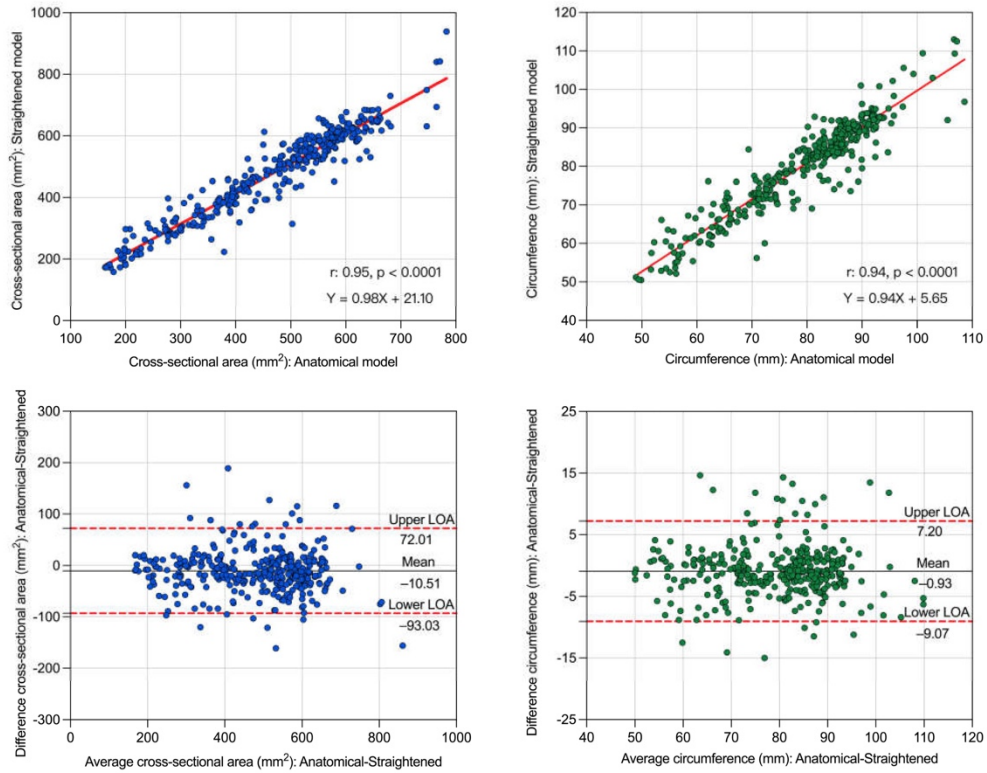 Cross-sectional area (mm²): Straightened model
1000
800
600
400
200
0
r: 0.95, p < 0.0001
Y = 0.98X + 21.10
100 200 300 400 500 600 700 800
Cross-sectional area (mm²): Anatomical model
Circumference (mm): Straightened model
120
110
100
90
80
70
60
50
40
r: 0.94, p < 0.0001
Y = 0.94X + 5.65
40 50 60 70 80 90 100 110
Circumference (mm): Anatomical model
Difference cross-sectional area (mm²): Anatomical-Straightened
300
200
100
0
-100
-200
-300
Upper LOA
72.01
Mean
–10.51
Lower LOA
–93.03
0 200 400 600 800 1000
Average cross-sectional area (mm²): Anatomical-Straightened
Difference circumference (mm): Anatomical-Straightened
25
15
5
-5
-15
-25
Upper LOA
7.20
Mean
–0.93
Lower LOA
–9.07
40 50 60 70 80 90 100 110 120
Average circumference (mm): Anatomical-Straightened